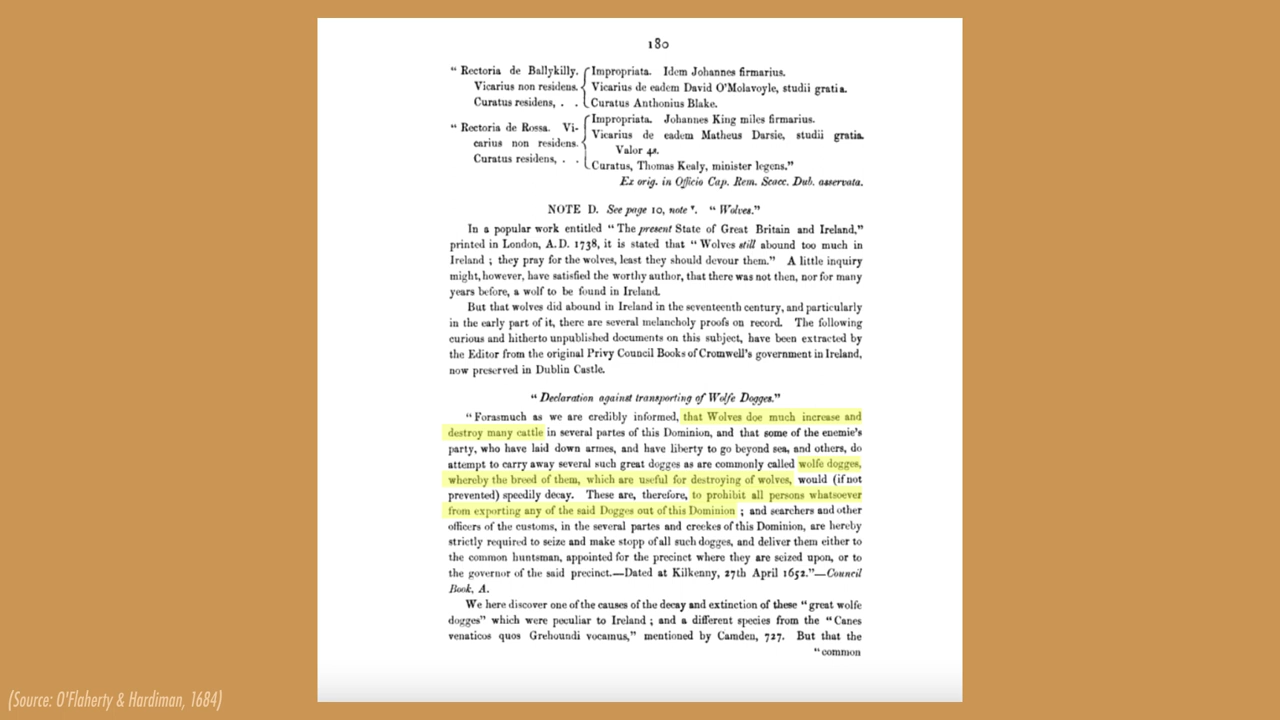 180
“ Rectoria de Ballykilly. Impropriata. Idem Johannes firmarius.
Vicarius non residens. Vicarius de eadem David O’Molavoyle, studii gratia.
Curatus residens, . . Curatus Anthonius Blake.
“ Rectoria de Rossa. Vi- Impropriata. Johannes King miles firmarius.
carius non residens. Vicarius de eadem Matheus Darsie, studii gratia.
Valor 4s.
Curatus residens, . . Curatus, Thomas Kealy, minister legens.”
Ex orig. in Officio Cap. Rem. Scacc. Dub. asservata.
NOTE D. See page 10, note v. “ Wolves.”
In a popular work entitled “ The present State of Great Britain and Ireland,”
printed in London, A.D. 1738, it is stated that “ Wolves still abound too much in
Ireland ; they pray for the wolves, least they should devour them.” A little inquiry
might, however, have satisfied the worthy author, that there was not then, nor for many
years before, a wolf to be found in Ireland.
But that wolves did abound in Ireland in the seventeenth century, and particularly
in the early part of it, there are several melancholy proofs on record. The following
curious and hitherto unpublished documents on this subject, have been extracted by
the Editor from the original Privy Council Books of Cromwell’s government in Ireland,
now preserved in Dublin Castle.
“ Declaration against transporting of Wolfe Dogges.”
“ Forasmuch as we are credibly informed, that Wolves doe much increase and
destroy many cattle in several partes of this Dominion, and that some of the enemie’s
party, who have laid down armes, and have liberty to go beyond sea, and others, do
attempt to carry away several such great dogges as are commonly called wolfe dogges,
whereby the breed of them, which are useful for destroying of wolves, would (if not
prevented) speedily decay. These are, therefore, to prohibit all persons whatsoever
from exporting any of the said Dogges out of this Dominion ; and searchers and other
officers of the customs, in the several partes and creekes of this Dominion, are hereby
strictly required to seize and make stopp of all such dogges, and deliver them either to
the common huntsman, appointed for the precinct where they are seized upon, or to
the governor of the said precinct.—Dated at Kilkenny, 27th April 1652.”—Council
Book, A.
We here discover one of the causes of the decay and extinction of these “ great wolfe
dogges” which were peculiar to Ireland ; and a different species from the “ Canes
venaticos quos Grehoundi vocamus,” mentioned by Camden, 727. But that the
“ common
(Source: O'Flaherty & Hardiman, 1684)